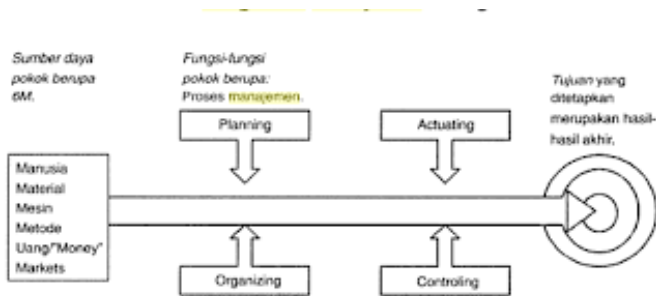 Sumber daya
pokok berupa
6M.
Fungsi-fungsi
pokok berupa:
Proses manajemen.
Tujuan yang
ditetapkan
merupakan hasil-
hasil akhir.
Planning
Actuating
Manusia
Material
Mesin
Metode
Uang/"Money"
Markets
Organizing
Controling